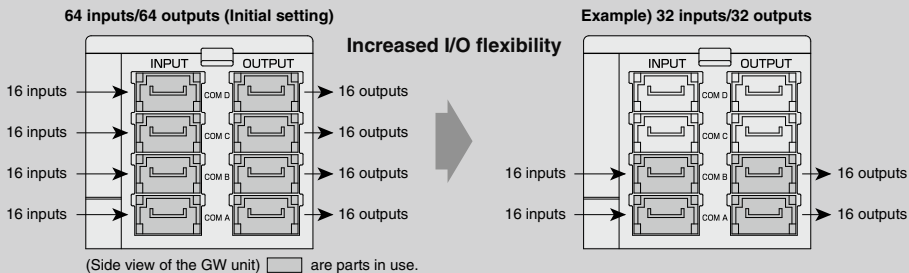 64 inputs/64 outputs (Initial setting)
Increased I/O flexibility
Example) 32 inputs/32 outputs
INPUT OUTPUT
16 inputs COM D 16 outputs
16 inputs COM C 16 outputs
16 inputs COM B 16 outputs
16 inputs COM A 16 outputs
(Side view of the GW unit) are parts in use.
INPUT OUTPUT
COM D
COM C
16 inputs COM B 16 outputs
16 inputs COM A 16 outputs